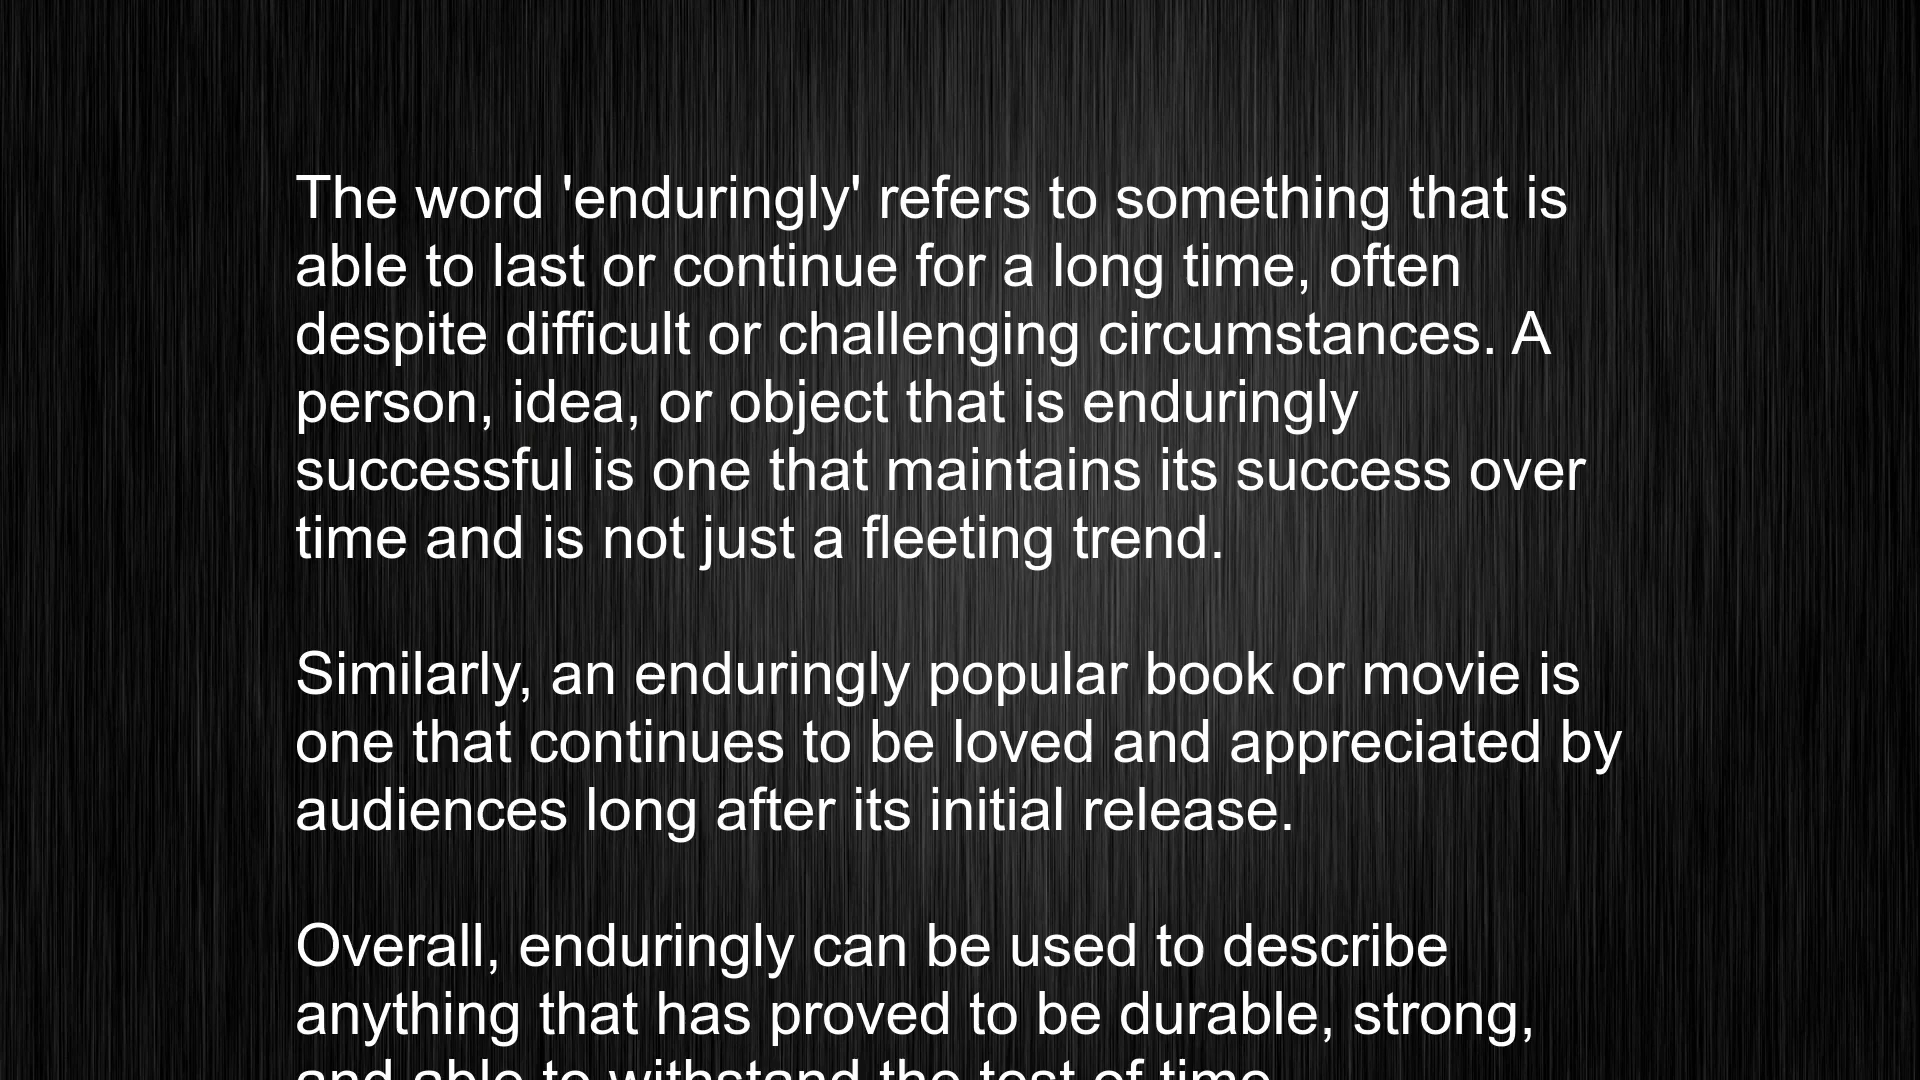 The word 'enduringly' refers to something that is
able to last or continue for a long time, often
despite difficult or challenging circumstances. A
person, idea, or object that is enduringly
successful is one that maintains its success over
time and is not just a fleeting trend.
Similarly, an enduringly popular book or movie is
one that continues to be loved and appreciated by
audiences long after its initial release.
Overall, enduringly can be used to describe
anything that has proved to be durable, strong,
and able to withstand the test of time